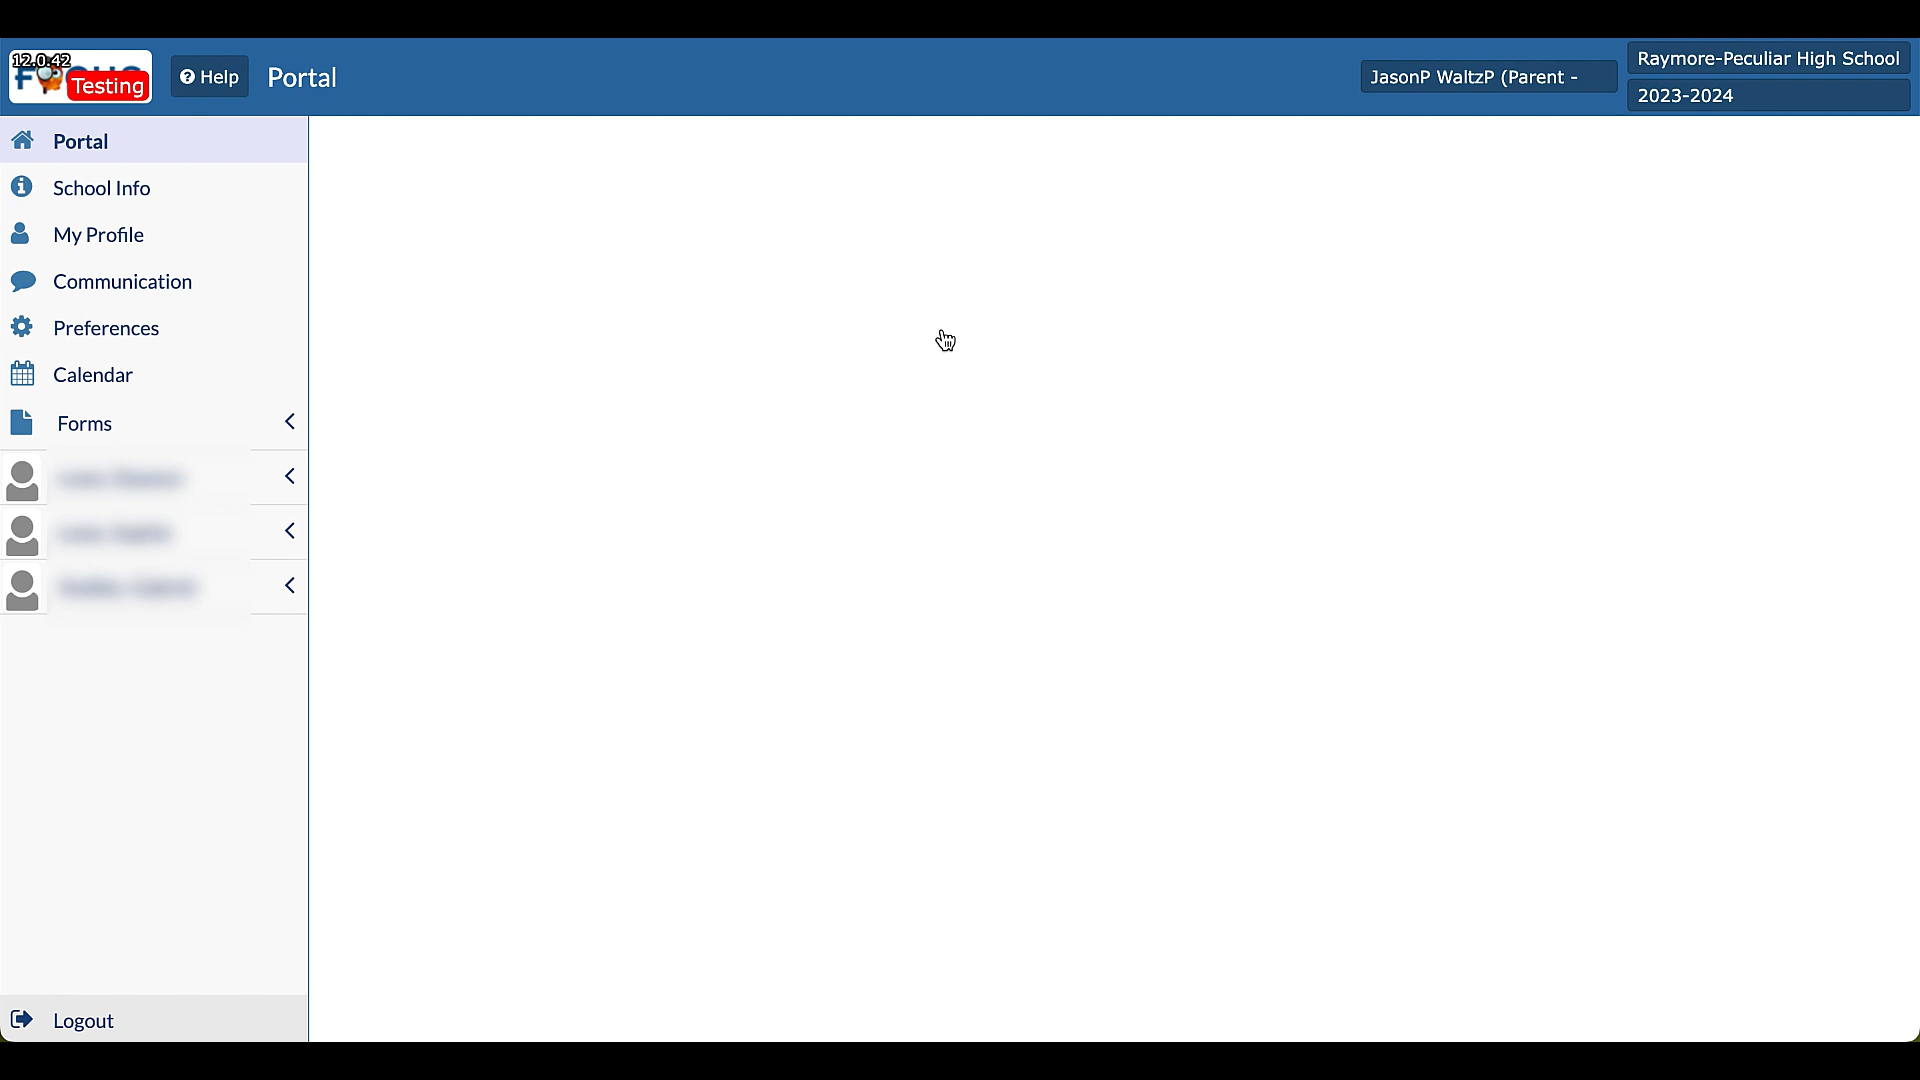 12.0.42
Testing
Help
Portal
JasonP WaltzP (Parent -
Raymore-Peculiar High School
2023-2024
Portal
School Info
My Profile
Communication
Preferences
Calendar
Forms
Logout